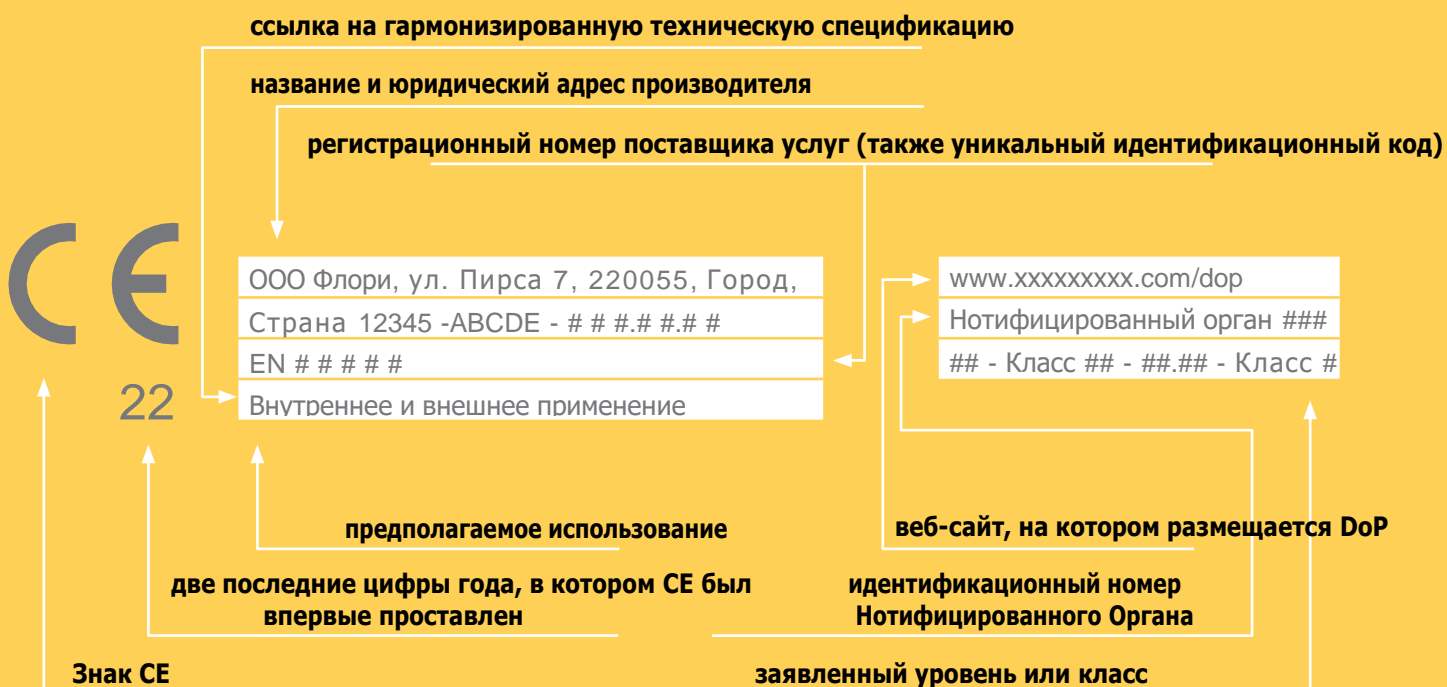 ссылка на гармонизированную техническую спецификацию
название и юридический адрес производителя
регистрационный номер поставщика услуг (также уникальный идентификационный код)
CE
22
ООО Флори, ул. Пирса 7, 220055, Город,
Страна 12345 -ABCDE - # # #.# #.# #
EN # # # # #
Внутреннее и внешнее применение
www.xxxxxxxxx.com/dop
Нотифицированный орган ###
## - Класс ## - ##.## - Класс #
предполагаемое использование
веб-сайт, на котором размещается DoP
две последние цифры года, в котором CE был
впервые проставлен
идентификационный номер
Нотифицированного Органа
Знак CE
заявленный уровень или класс